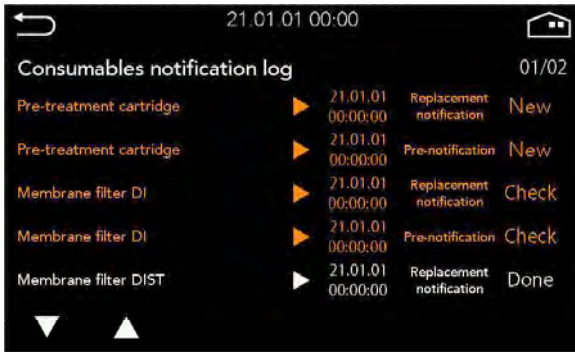 21.01.01 00:00
Consumables notification log 01/02
Pre-treatment cartridge 21.01.01 00:00:00 Replacement notification New
Pre-treatment cartridge 21.01.01 00:00:00 Pre-notification New
Membrane filter DI 21.01.01 00:00:00 Replacement notification Check
Membrane filter DI 21.01.01 00:00:00 Pre-notification Check
Membrane filter DIST 21.01.01 00:00:00 Replacement notification Done